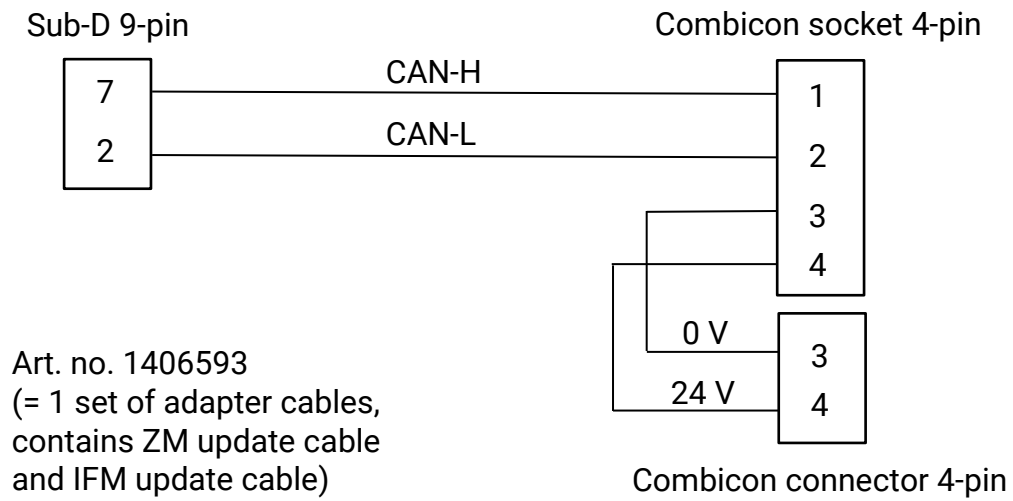 Sub-D 9-pin
Combicon socket 4-pin
7
CAN-H
1
2
CAN-L
2
3
4
0 V
3
24 V
4
Art. no. 1406593
(= 1 set of adapter cables,
contains ZM update cable
and IFM update cable)
Combicon connector 4-pin